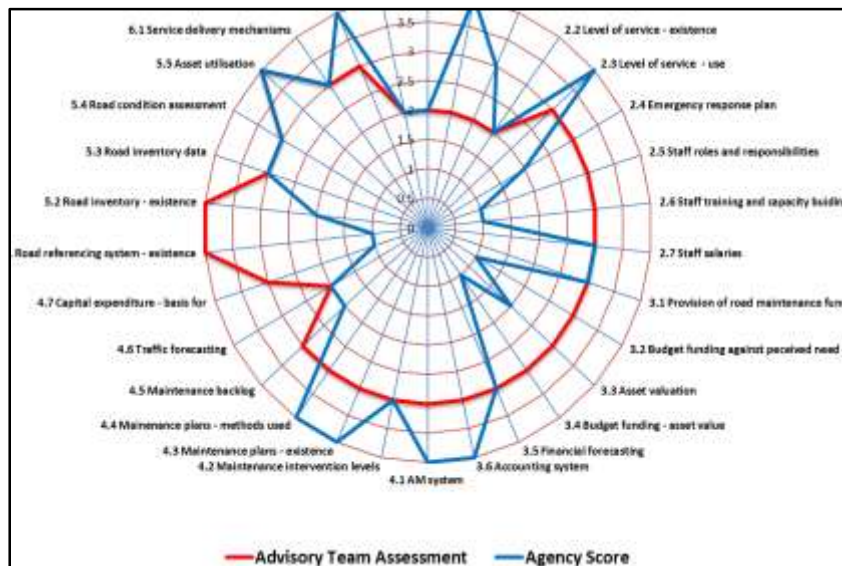 3.5
6.1 Service delivery mechanisms
2.2 Level of service - existence
3
5.5 Asset utilisation
2.3 Level of service - use
2.5
5.4 Road condition assessment
2.4 Emergency response plan
2
1.5
5.3 Road inventory data
2.5 Staff roles and responsibilities
1
5.2 Road inventory - existence
0.5
2.6 Staff training and capacity buiding
0
. Road referencing system - existence
2.7 Staff salaries
4.7 Capital expenditure - basis for
3.1 Provision of road maintenance fun
4.6 Traffic forecasting
3.2 Budget funding against perceived need
4.5 Maintenance backlog
3.3 Asset valuation
4.4 Mainenance plans - methods used
3.4 Budget funding - asset value
4.3 Maintenance plans - existence
3.5 Financial forecasting
4.2 Maintenance intervention levels
3.6 Accounting system
4.1 AM system
Advisory Team Assessment
Agency Score